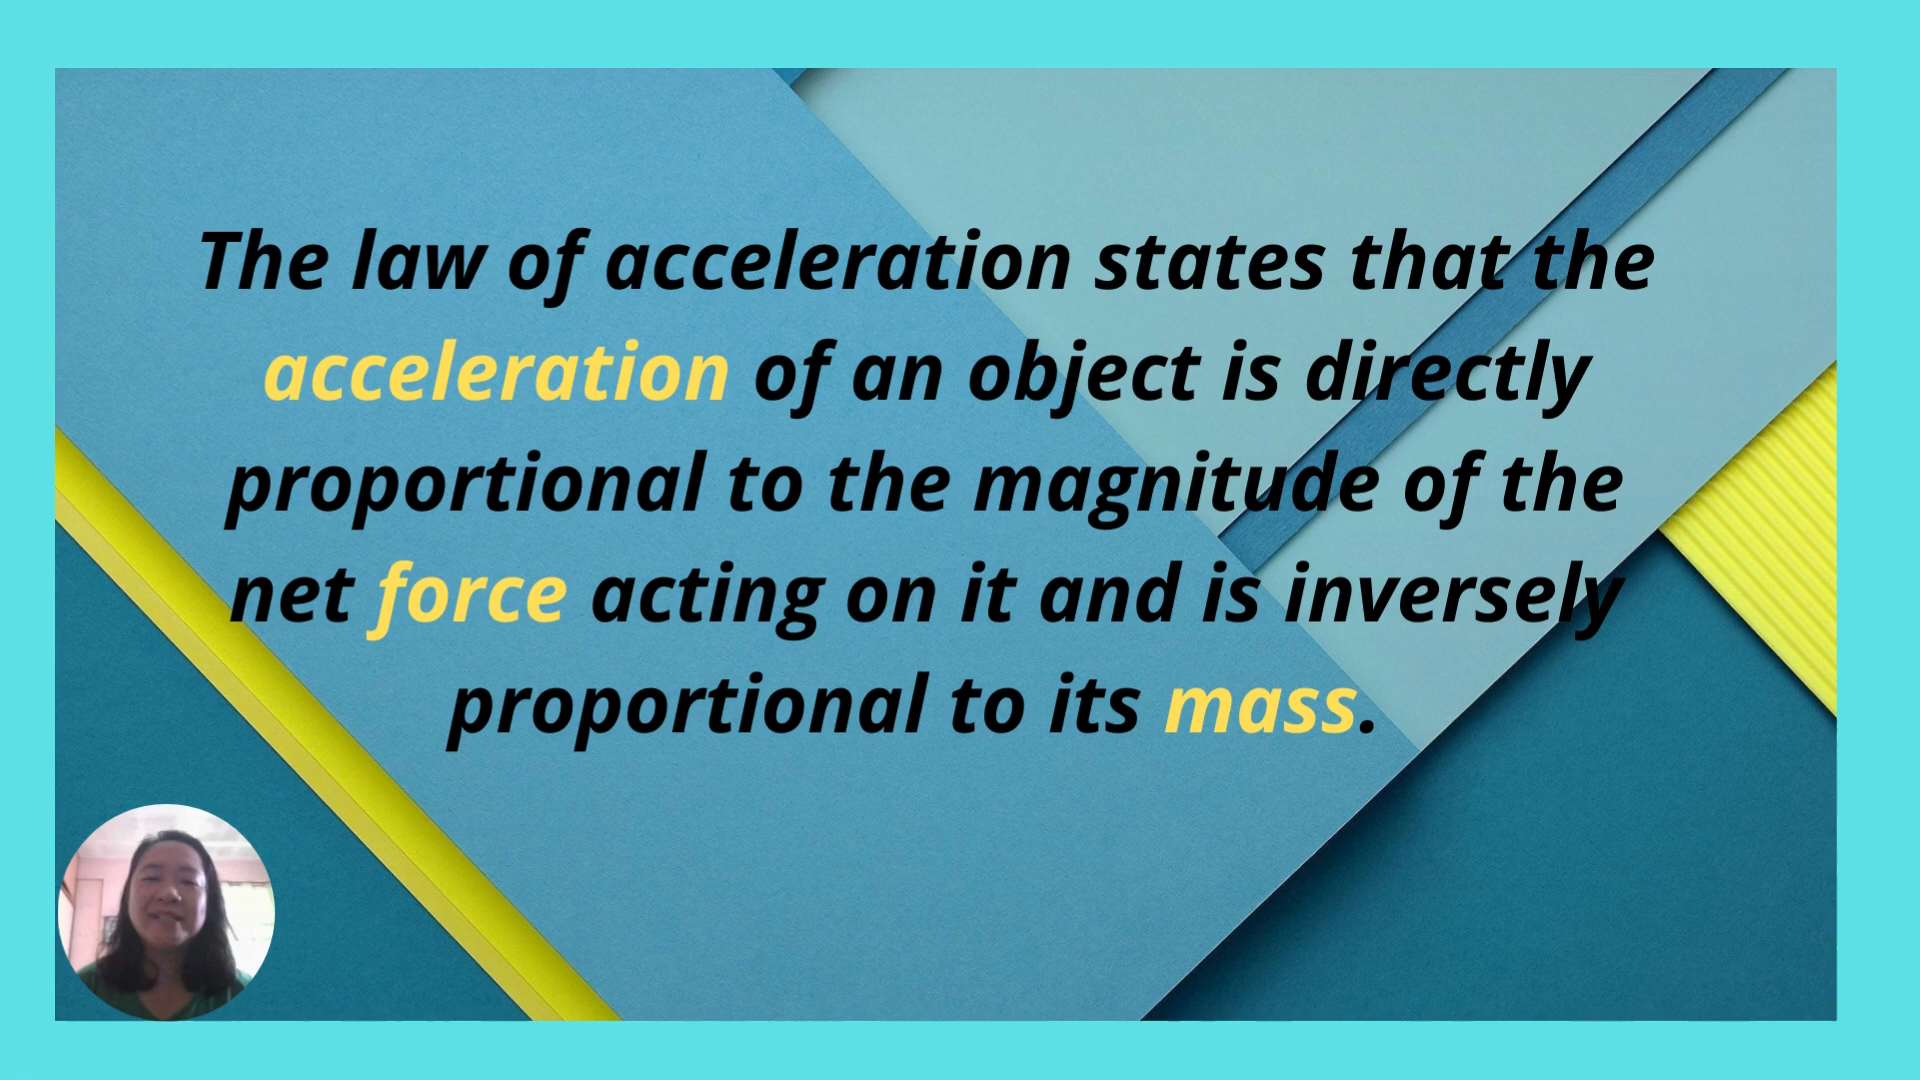 The law of acceleration states that the
acceleration of an object is directly
proportional to the magnitude of the
net force acting on it and is inversely
proportional to its mass.